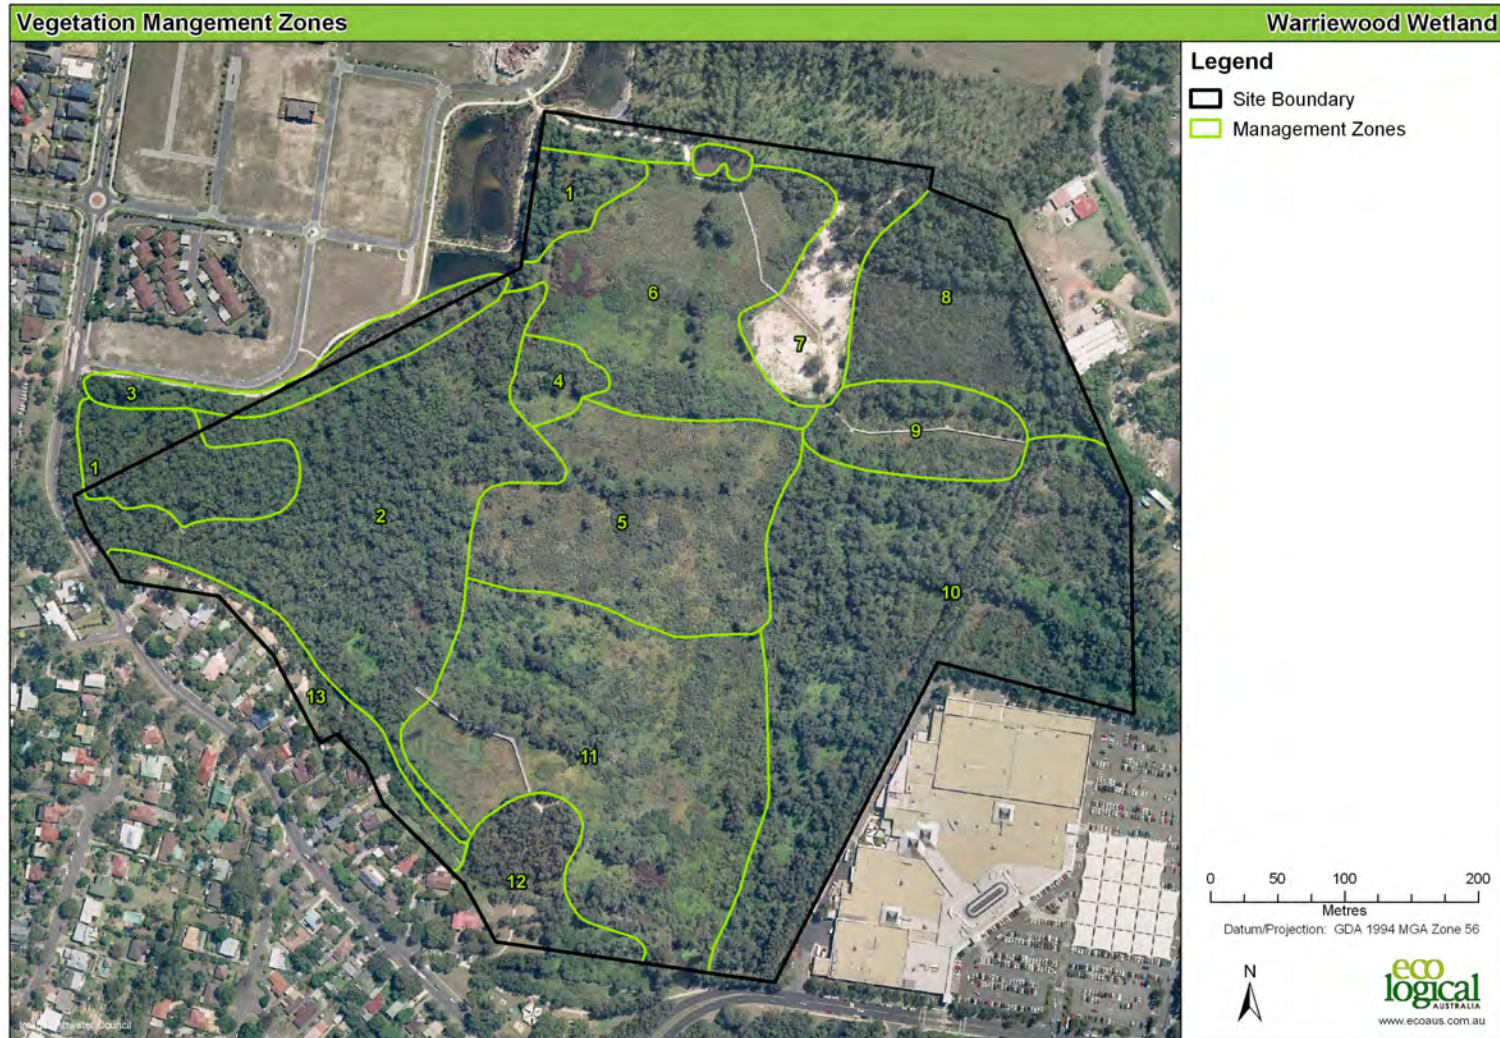 Vegetation Mangement Zones
Warriewood Wetland
Legend
Site Boundary
Management Zones
1
6
8
7
3
4
9
1
2
5
10
13
11
12
0 50 100 200
Metres
Datum/Projection: GDA 1994 MGA Zone 56
N
eco
logical
AUSTRALIA
www.ecoaus.com.au
Council